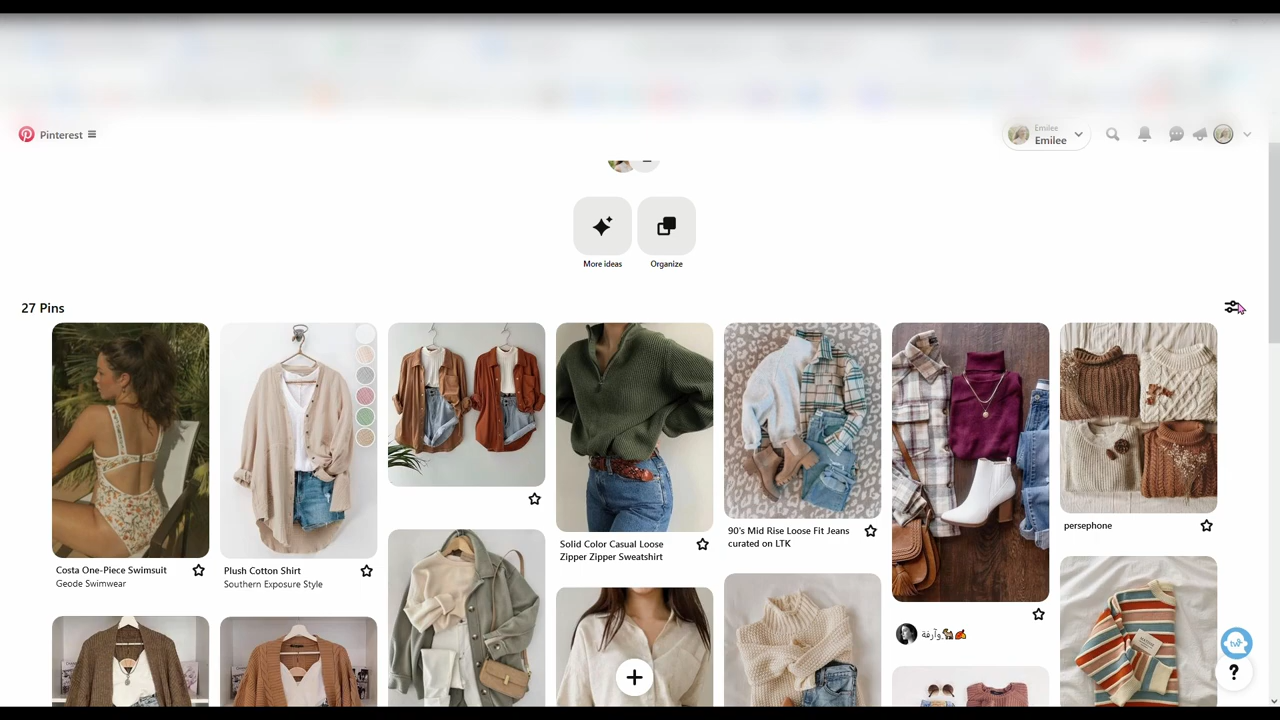 Pinterest
Emilee
Emilee
More ideas
Organize
27 Pins
Costa One-Piece Swimsuit
Geode Swimwear
Plush Cotton Shirt
Southern Exposure Style
Solid Color Casual Loose
Zipper Zipper Sweatshirt
90's Mid Rise Loose Fit Jeans
curated on LTK
وآرفة
persephone
?